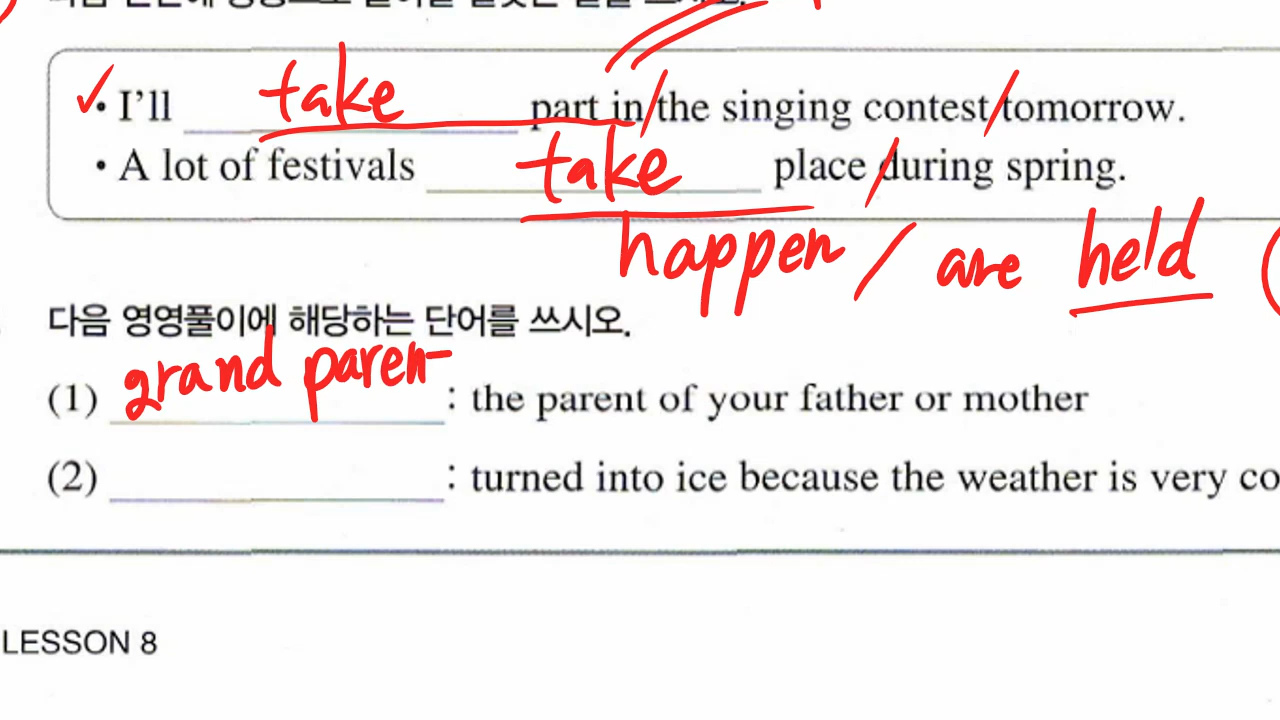 ✓• I'll take part in/the singing contest/tomorrow.
• A lot of festivals take place/during spring.
happen / are held (
다음 영영풀이에 해당하는 단어를 쓰시오.
(1) grand paren- : the parent of your father or mother
(2) : turned into ice because the weather is very co
LESSON 8